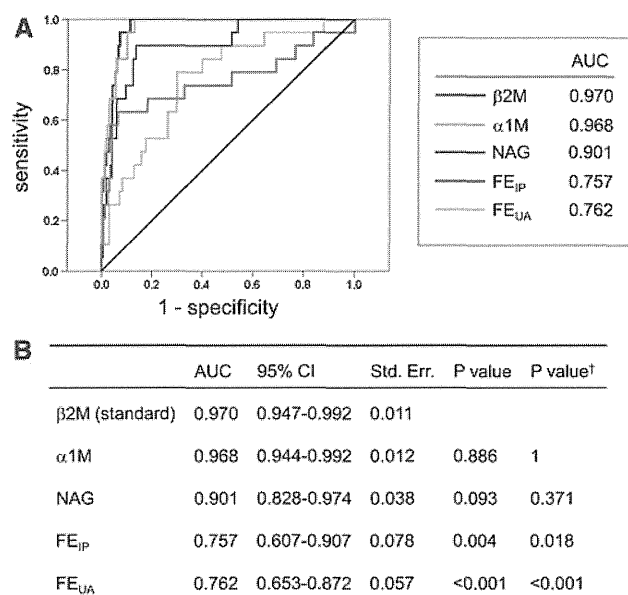 A
sensitivity
1.0
0.8
0.6
0.4
0.2
0.0
0.0 0.2 0.4 0.6 0.8 1.0
1 - specificity
AUC
β2M 0.970
α1M 0.968
NAG 0.901
FE_IP 0.757
FE_UA 0.762
B
AUC 95% CI Std. Err. P value P value†
β2M (standard) 0.970 0.947-0.992 0.011
α1M 0.968 0.944-0.992 0.012 0.886 1
NAG 0.901 0.828-0.974 0.038 0.093 0.371
FE_IP 0.757 0.607-0.907 0.078 0.004 0.018
FE_UA 0.762 0.653-0.872 0.057 <0.001 <0.001